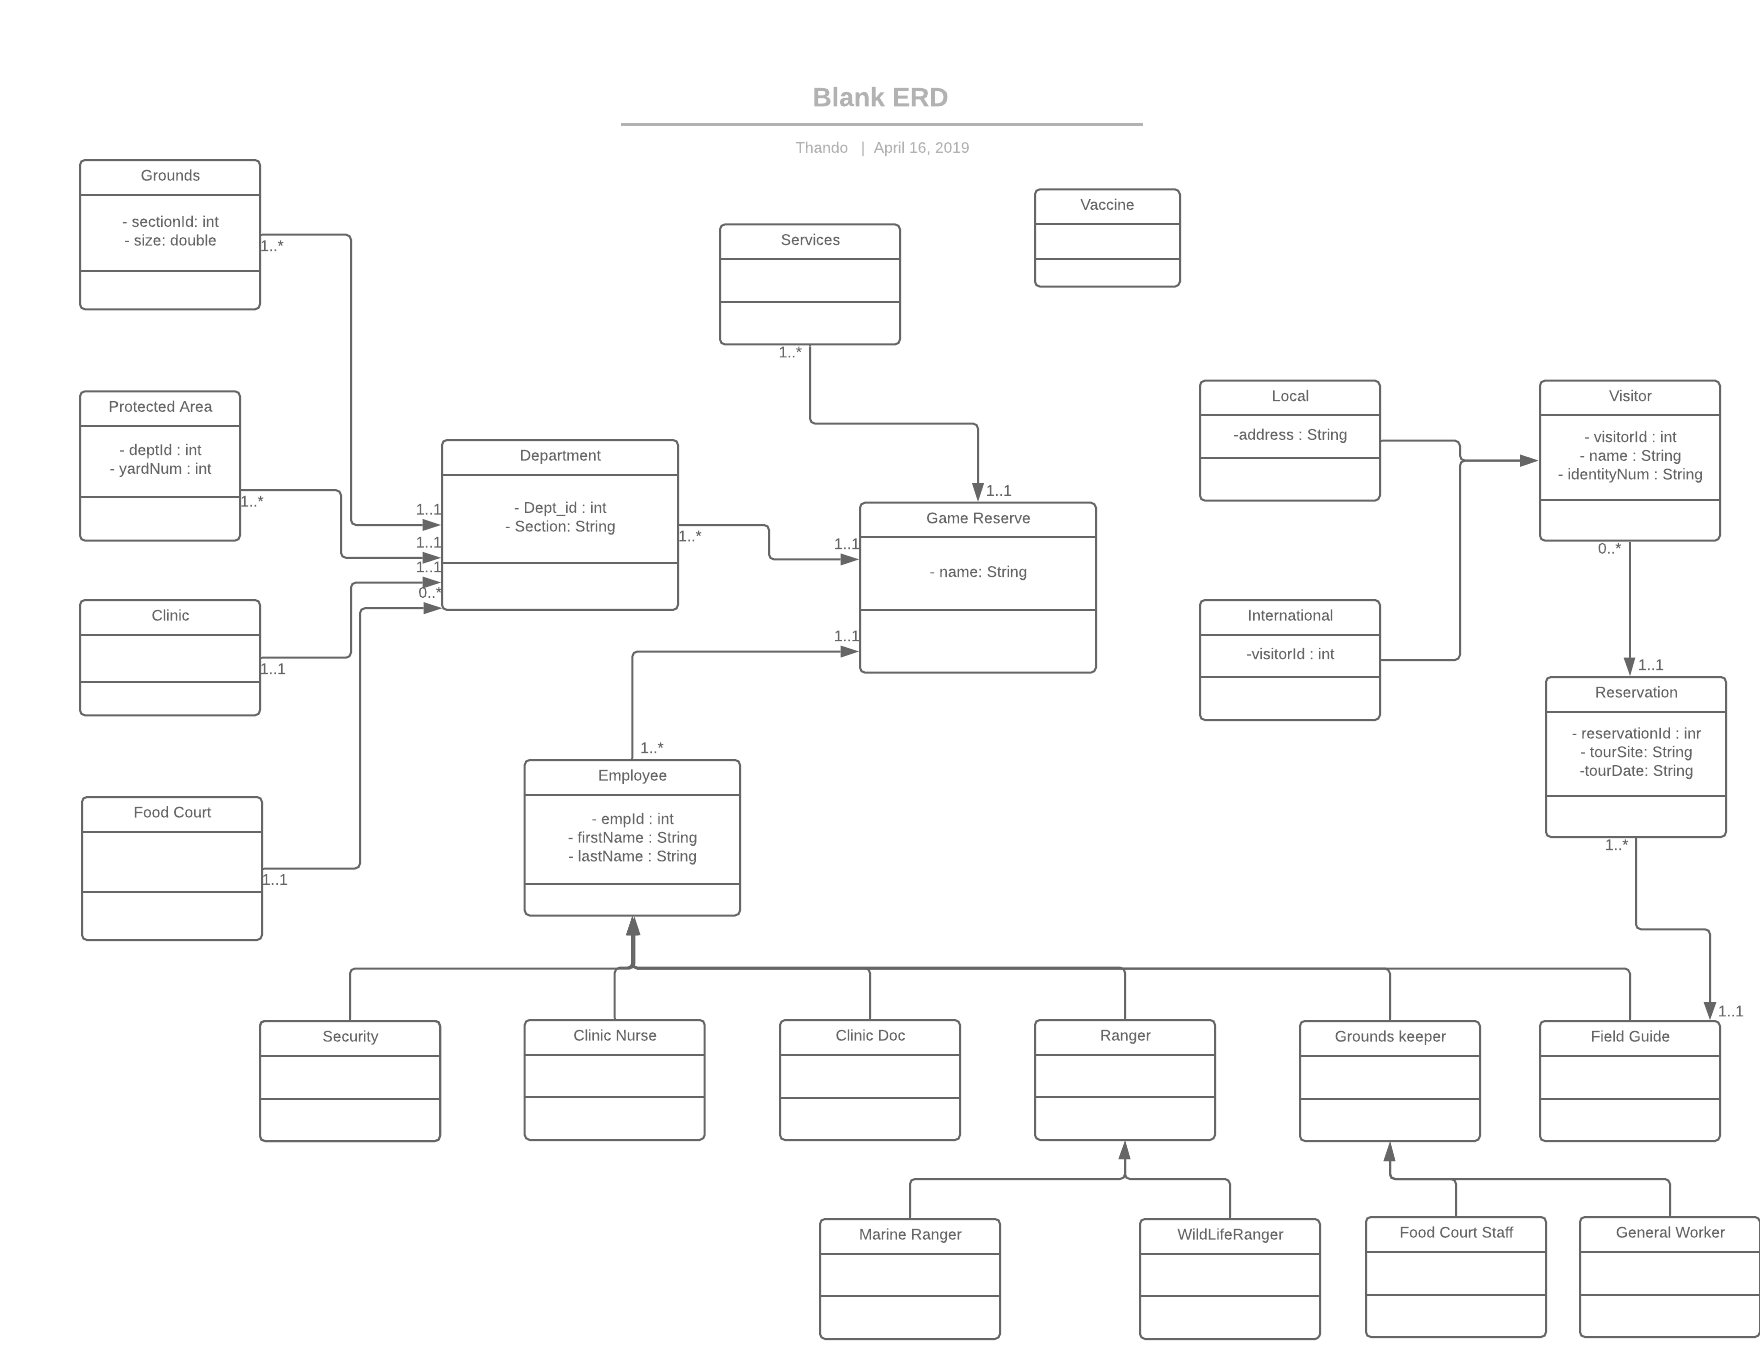 Blank ERD
Thando | April 16, 2019
Grounds
- sectionId: int
- size: double
1..*
Vaccine
Services
1..*
Protected Area
- deptId : int
- yardNum : int
1..*
Department
- Dept_id : int
- Section: String
1..1
1..1
1..1
0..*
1..*
Game Reserve
- name: String
1..1
1..1
1..1
Local
-address : String
Visitor
- visitorId : int
- name : String
- identityNum : String
0..*
Clinic
1..1
International
-visitorId : int
1..1
Reservation
- reservationId : inr
- tourSite: String
-tourDate: String
1..*
Food Court
1..1
1..*
Employee
- empId : int
- firstName : String
- lastName : String
1..1
Security
Clinic Nurse
Clinic Doc
Ranger
Grounds keeper
Field Guide
Marine Ranger
WildLifeRanger
Food Court Staff
General Worker